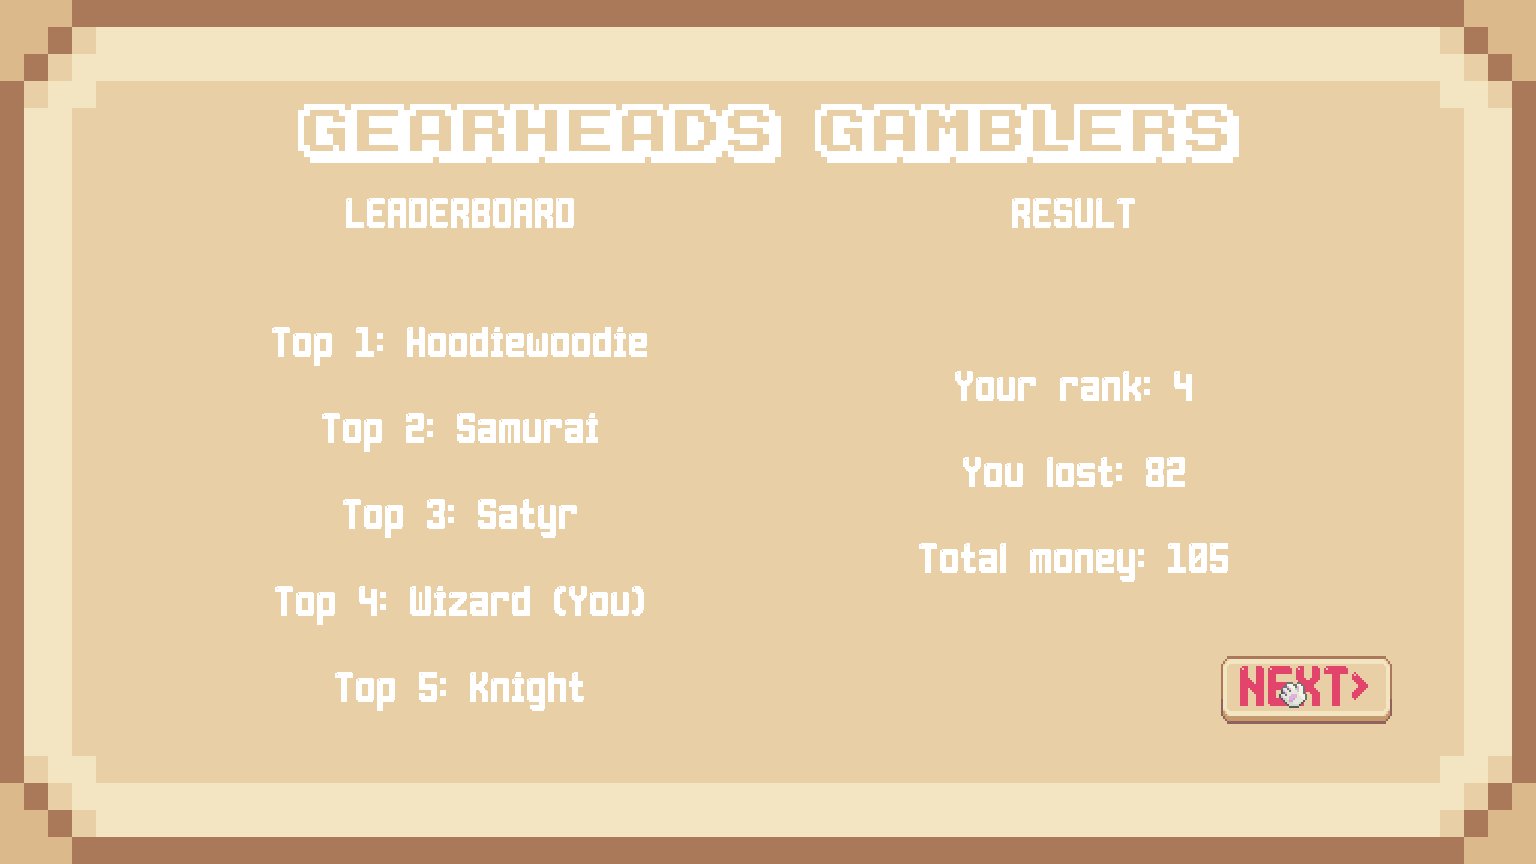 GEARHEADS GAMBLERS
LEADERBOARD
Top 1: Hoodiewoodie
Top 2: Samurai
Top 3: Satyr
Top 4: Wizard (You)
Top 5: Knight
RESULT
Your rank: 4
You lost: 82
Total money: 105
NEXT>